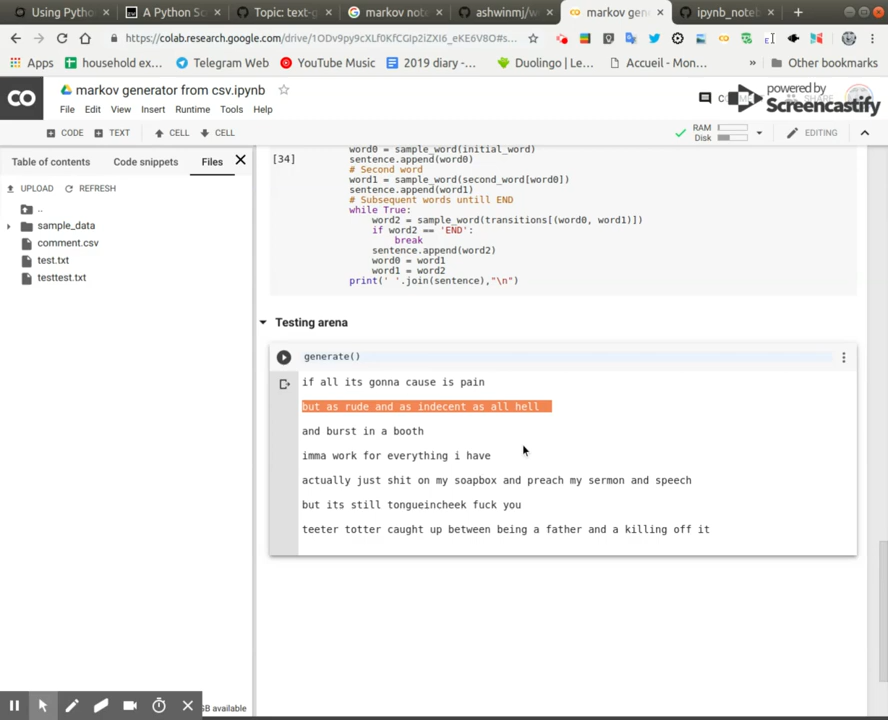 Using Pytho
A Python Sc
Topic: text-g
markov note
ashwinmj/w
markov gen
ipynb_noteb
https://colab.research.google.com/drive/1ODv9py9cXLf0KfCGIp2iZXI6_eKE6V8O#s...
Apps
household ex...
Telegram Web
YouTube Music
2019 diary -...
Duolingo | Le...
Accueil - Mon...
»
Other bookmarks
CO
markov generator from csv.ipynb
File Edit View Insert Runtime Tools Help
powered by
Screencastify
CODE TEXT CELL CELL
RAM
Disk
EDITING
Table of contents Code snippets Files
UPLOAD REFRESH
..
sample_data
comment.csv
test.txt
testtest.txt
word0 = sample_word(initial_word)
[34] sentence.append(word0)
# Second word
word1 = sample_word(second_word[word0])
sentence.append(word1)
# Subsequent words untill END
while True:
word2 = sample_word(transitions[(word0, word1)])
if word2 == 'END':
break
sentence.append(word2)
word0 = word1
word1 = word2
print(' '.join(sentence),"\n")
Testing arena
generate()
if all its gonna cause is pain
but as rude and as indecent as all hell
and burst in a booth
imma work for everything i have
actually just shit on my soapbox and preach my sermon and speech
but its still tongueincheek fuck you
teeter totter caught up between being a father and a killing off it
GB available